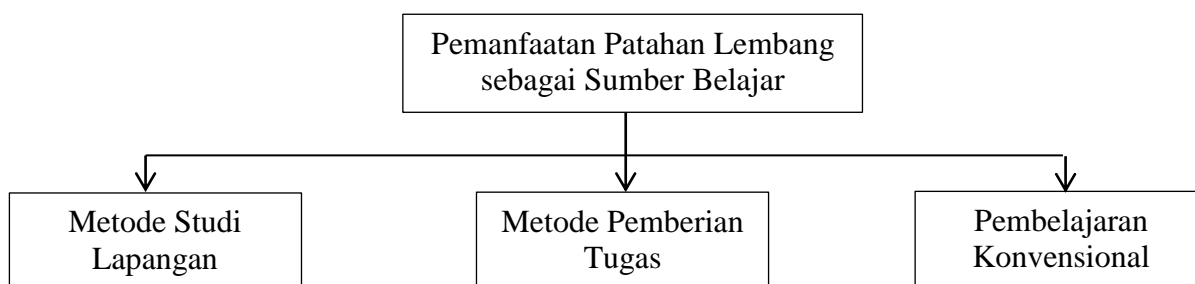 Pemanfaatan Patahan Lembang
sebagai Sumber Belajar
Metode Studi
Lapangan
Metode Pemberian
Tugas
Pembelajaran
Konvensional